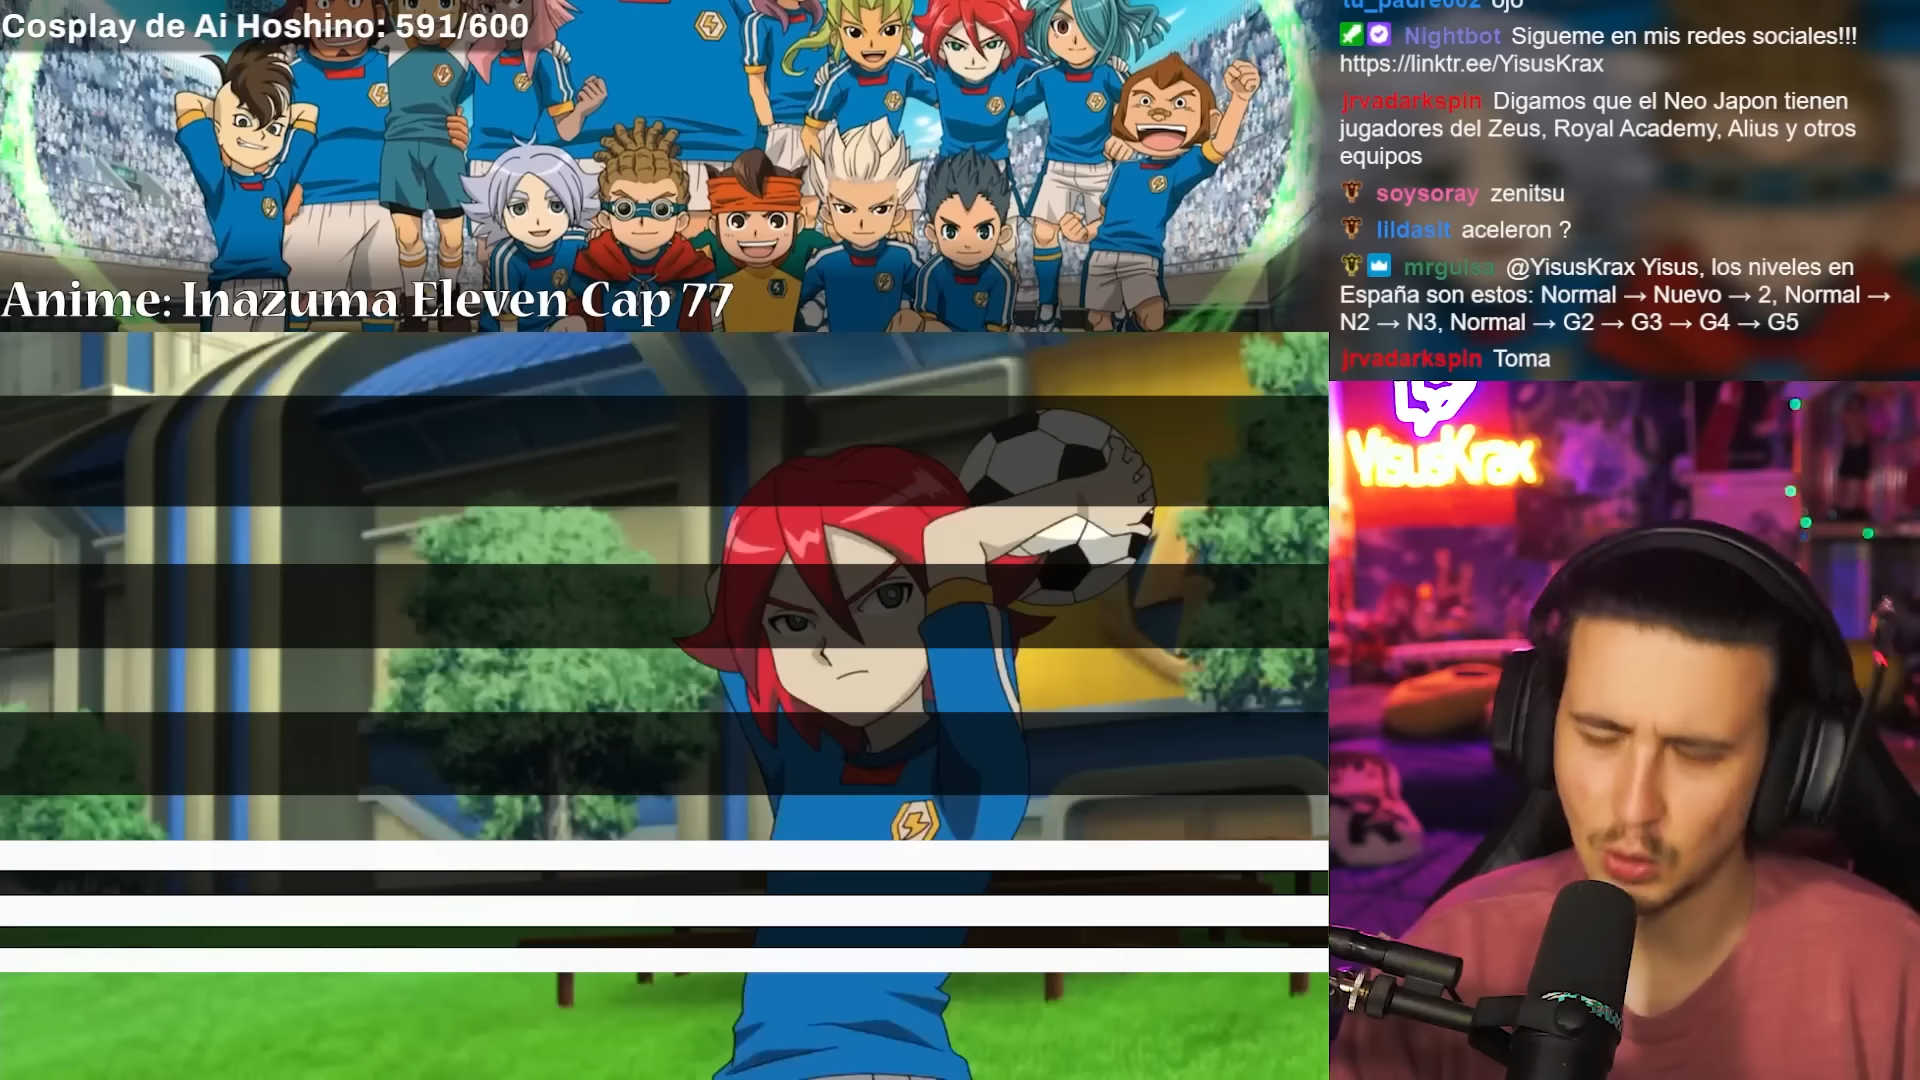 Cosplay de Ai Hoshino: 591/600
Anime: Inazuma Eleven Cap 77
tu_padre002 ojo
Nightbot Sigueme en mis redes sociales!!!
https://linktr.ee/YisusKrax
jrvadarkspin Digamos que el Neo Japon tienen
jugadores del Zeus, Royal Academy, Alius y otros
equipos
soysoray zenitsu
lildasit aceleron ?
mrguisa @YisusKrax Yisus, los niveles en
España son estos: Normal → Nuevo → 2, Normal →
N2 → N3, Normal → G2 → G3 → G4 → G5
jrvadarkspin Toma
YisusKrax